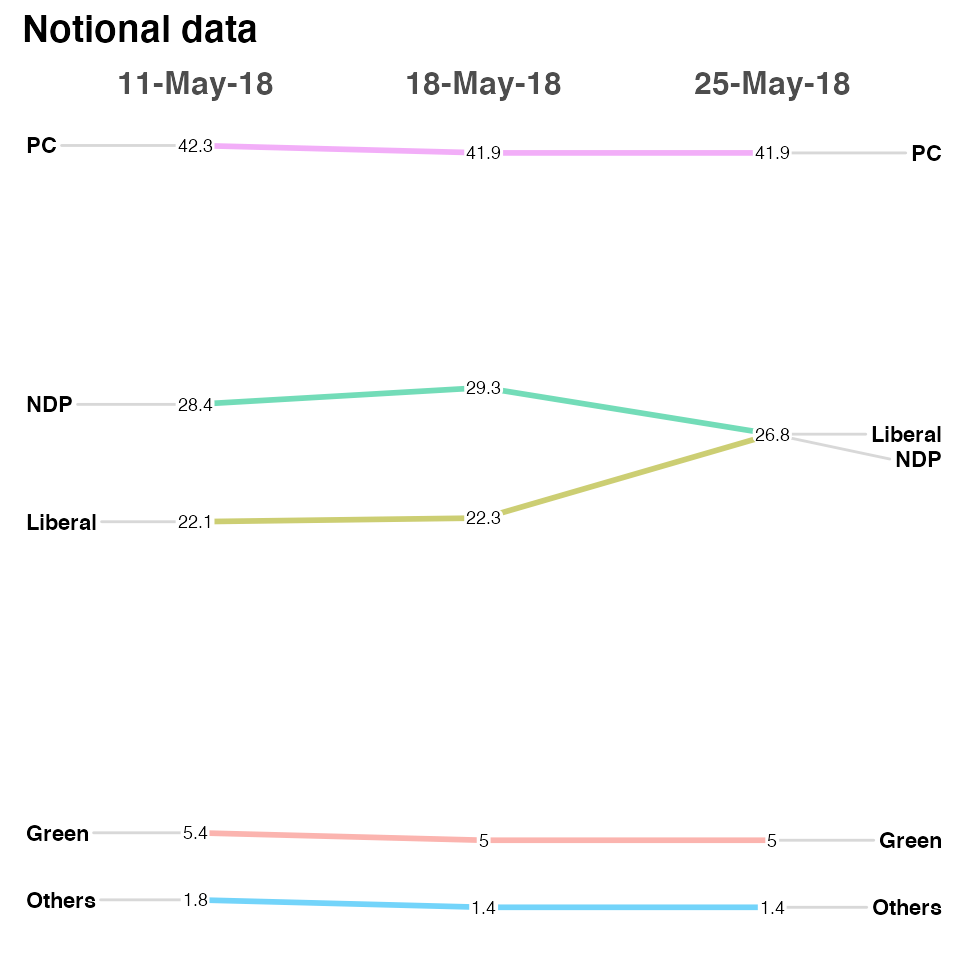 Notional data
11-May-18 18-May-18 25-May-18
PC 42.3 41.9 41.9 PC
NDP 28.4 29.3
26.8 Liberal
NDP
Liberal 22.1 22.3
Green 5.4 5 5 Green
Others 1.8 1.4 1.4 Others